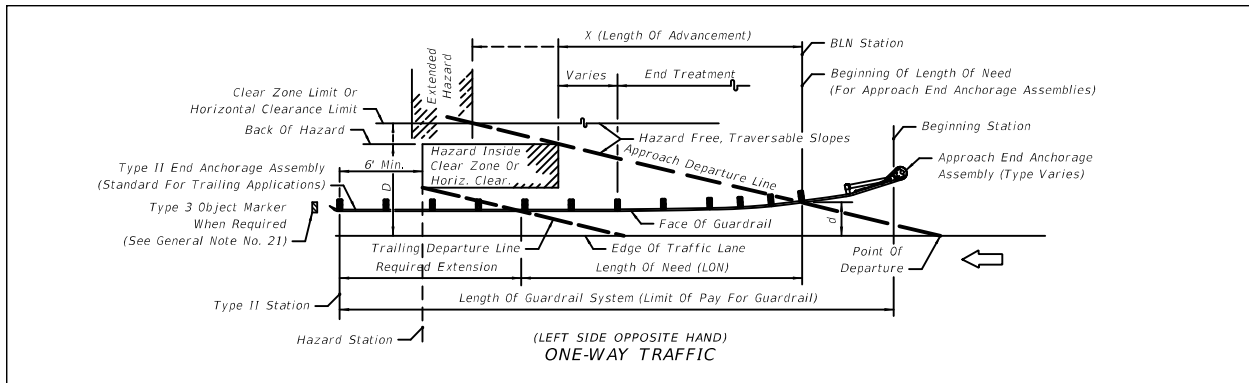 X (Length Of Advancement)
BLN Station
Extended
Hazard
Varies
End Treatment
Beginning Of Length Of Need
(For Approach End Anchorage Assemblies)
Clear Zone Limit Or
Horizontal Clearance Limit
Back Of Hazard
Hazard Free, Traversable Slopes
Beginning Station
Type II End Anchorage Assembly
(Standard For Trailing Applications)
6' Min.
D
Hazard Inside
Clear Zone Or
Horiz. Clear.
Approach Departure Line
Approach End Anchorage
Assembly (Type Varies)
Type 3 Object Marker
When Required
(See General Note No. 21)
Face Of Guardrail
d
Trailing Departure Line
Edge Of Traffic Lane
Point Of
Departure
Required Extension
Length Of Need (LON)
Type II Station
Length Of Guardrail System (Limit Of Pay For Guardrail)
Hazard Station
(LEFT SIDE OPPOSITE HAND)
ONE-WAY TRAFFIC